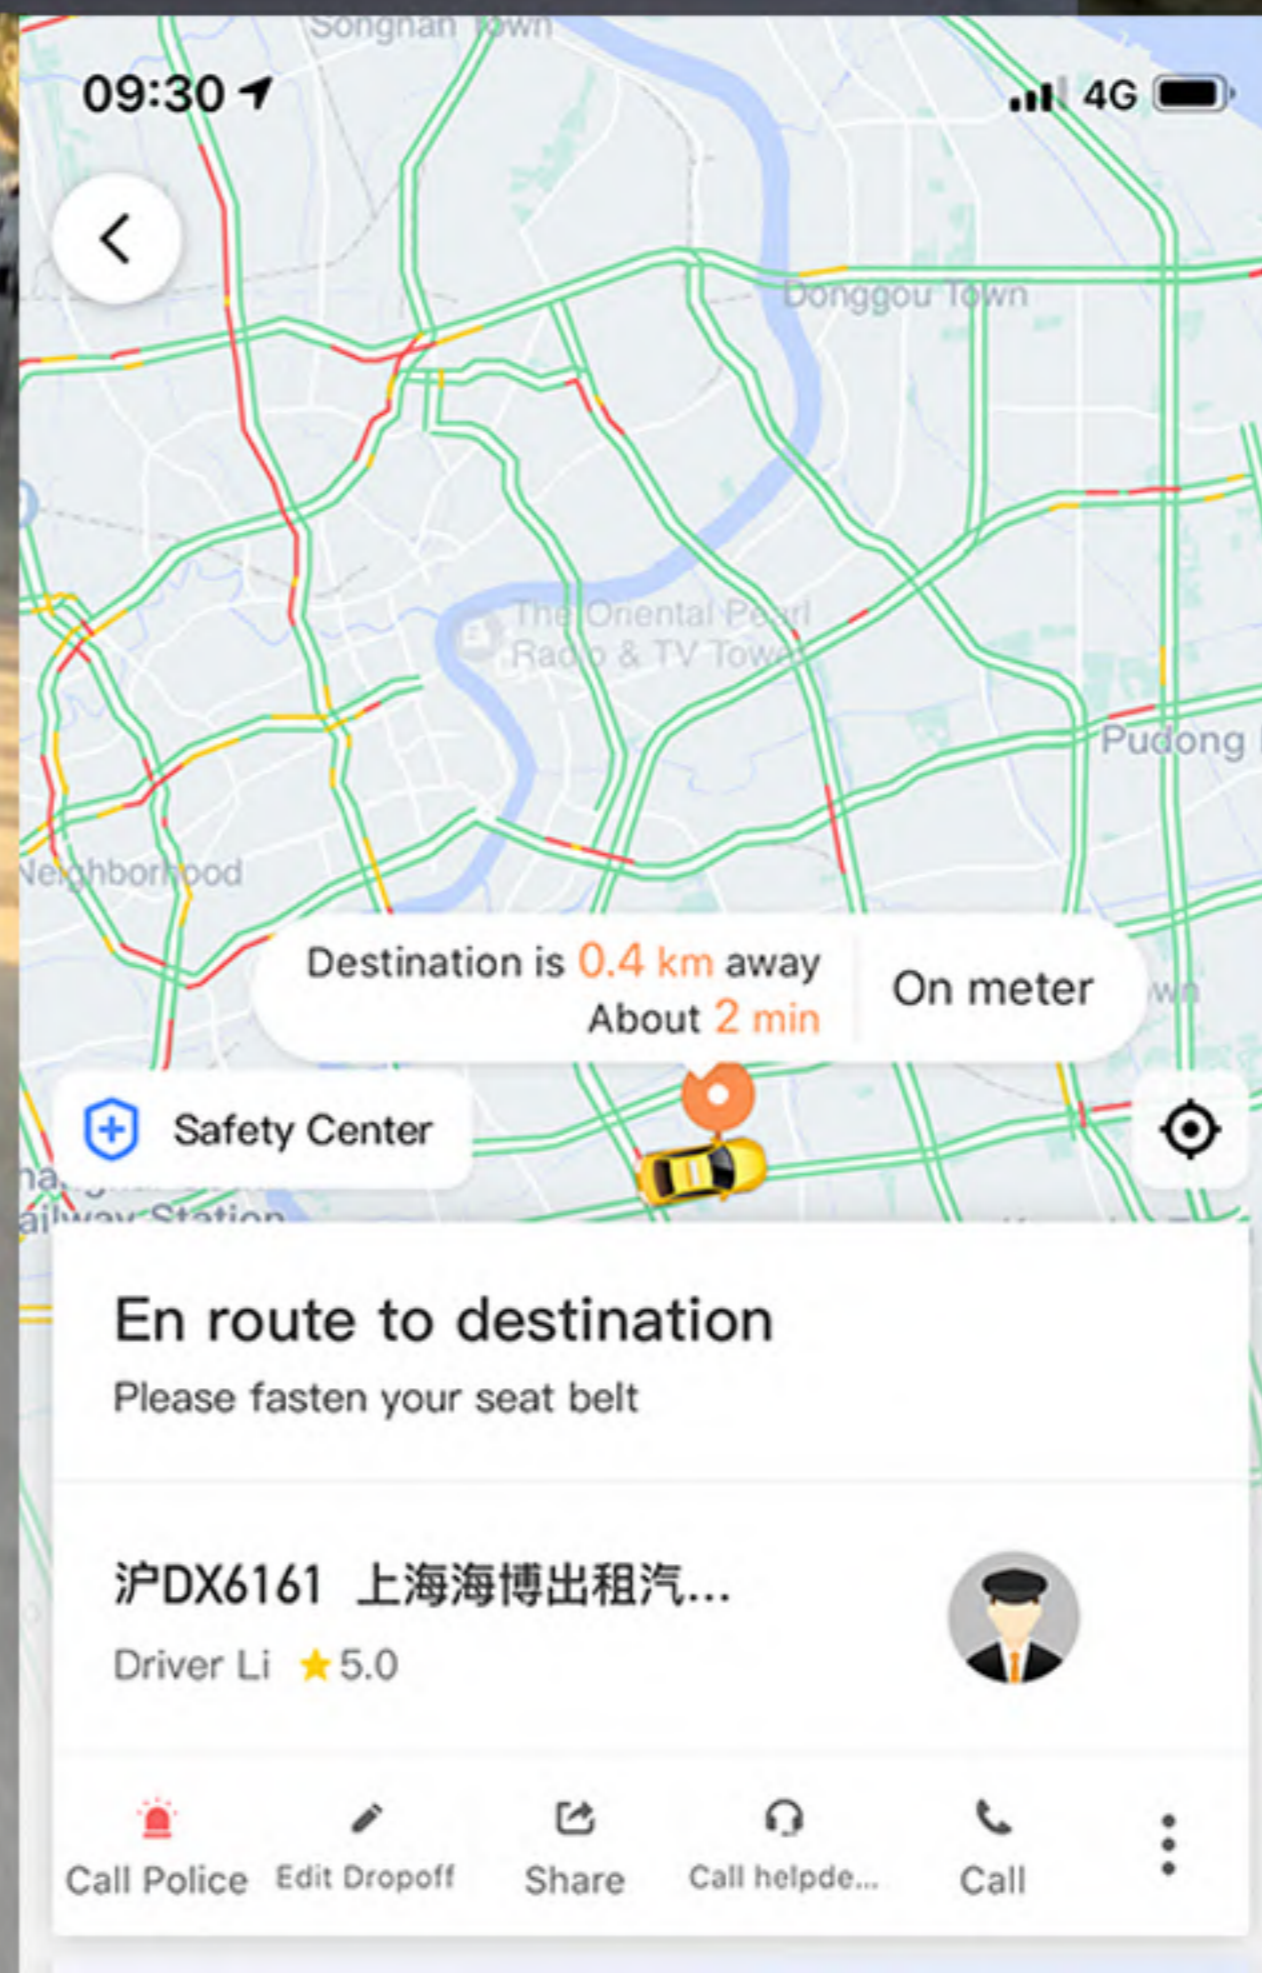 Songnan Town
09:30
4G
Donggou Town
The Oriental Pearl
Radio & TV Tower
Pudong
Neighborhood
Destination is 0.4 km away
About 2 min
On meter
Safety Center
Railway Station
En route to destination
Please fasten your seat belt
沪DX6161 上海海博出租汽...
Driver Li 5.0
Call Police
Edit Dropoff
Share
Call helpde...
Call